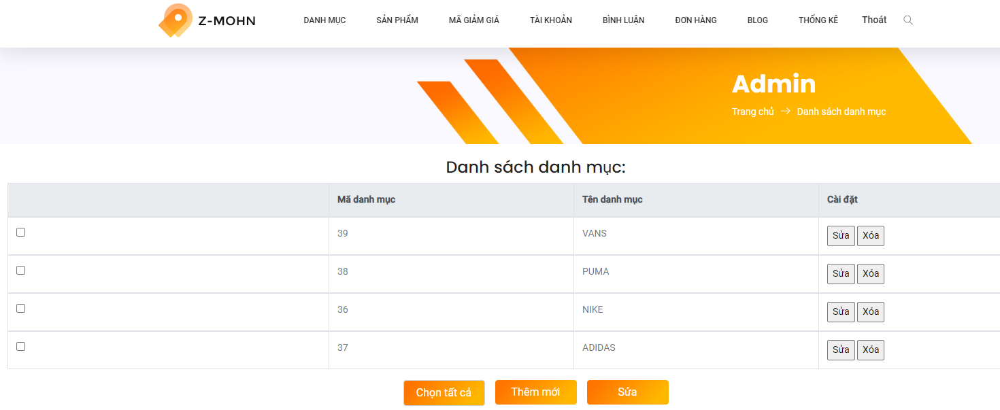 Z-MOHN DANH MỤC SẢN PHẨM MÃ GIẢM GIÁ TÀI KHOẢN BÌNH LUẬN ĐƠN HÀNG BLOG THỐNG KÊ Thoát
Admin
Trang chủ → Danh sách danh mục
Danh sách danh mục:
Mã danh mục Tên danh mục Cài đặt
39 VANS Sửa Xóa
38 PUMA Sửa Xóa
36 NIKE Sửa Xóa
37 ADIDAS Sửa Xóa
Chọn tất cả Thêm mới Sửa